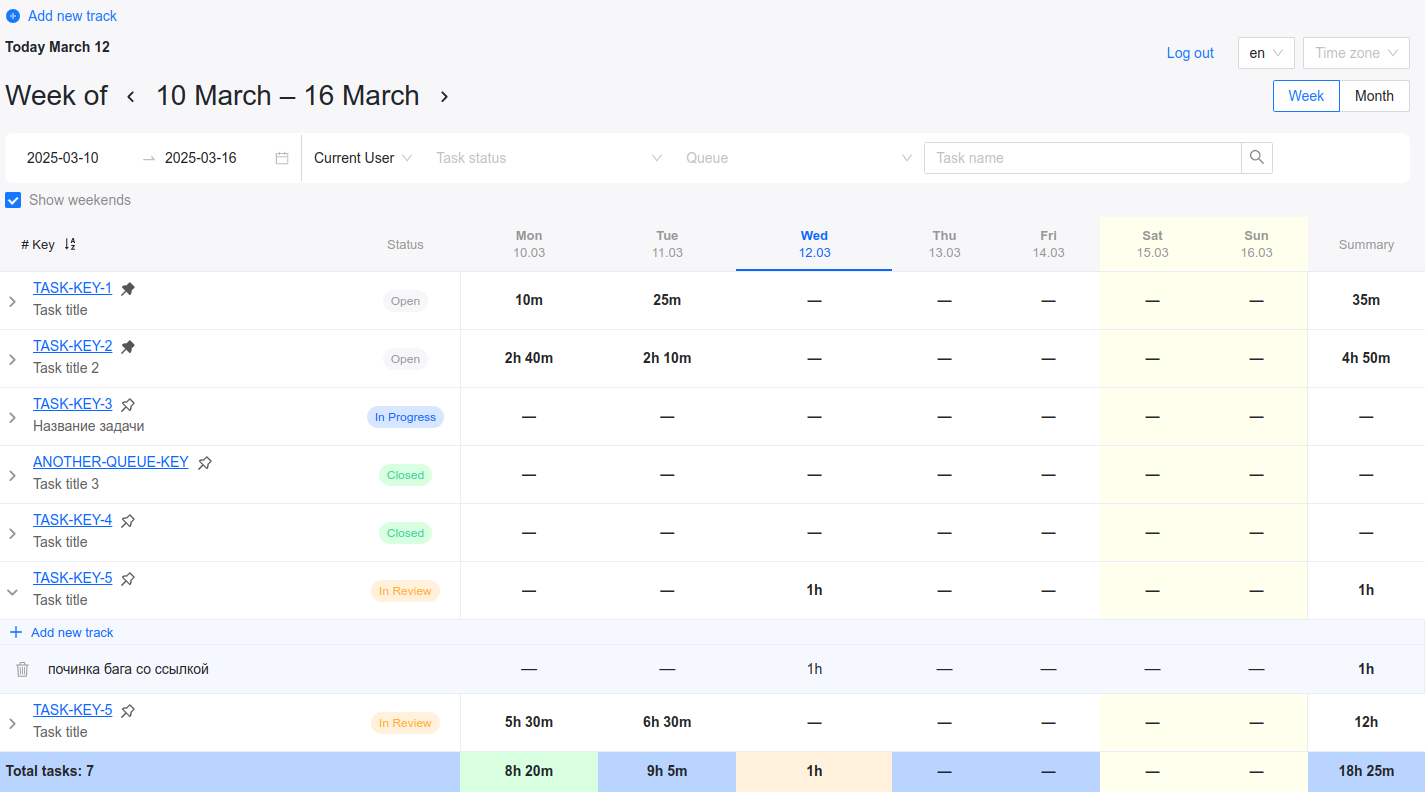 Add new track
Today March 12
Log out en Time zone
Week of 10 March – 16 March
Week Month
2025-03-10 2025-03-16 Current User Task status Queue Task name
Show weekends
# Key Status Mon 10.03 Tue 11.03 Wed 12.03 Thu 13.03 Fri 14.03 Sat 15.03 Sun 16.03 Summary
TASK-KEY-1
Task title
Open 10m 25m — — — — — 35m
TASK-KEY-2
Task title 2
Open 2h 40m 2h 10m — — — — — 4h 50m
TASK-KEY-3
Название задачи
In Progress — — — — — — — —
ANOTHER-QUEUE-KEY
Task title 3
Closed — — — — — — — —
TASK-KEY-4
Task title
Closed — — — — — — — —
TASK-KEY-5
Task title
In Review — — 1h — — — — 1h
Add new track
починка бага со ссылкой — — 1h — — — — 1h
TASK-KEY-5
Task title
In Review 5h 30m 6h 30m — — — — — 12h
Total tasks: 7 8h 20m 9h 5m 1h — — — — 18h 25m